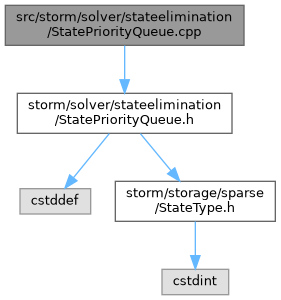 src/storm/solver/stateelimination
/StatePriorityQueue.cpp
storm/solver/stateelimination
/StatePriorityQueue.h
cstddef
storm/storage/sparse
/StateType.h
cstdint